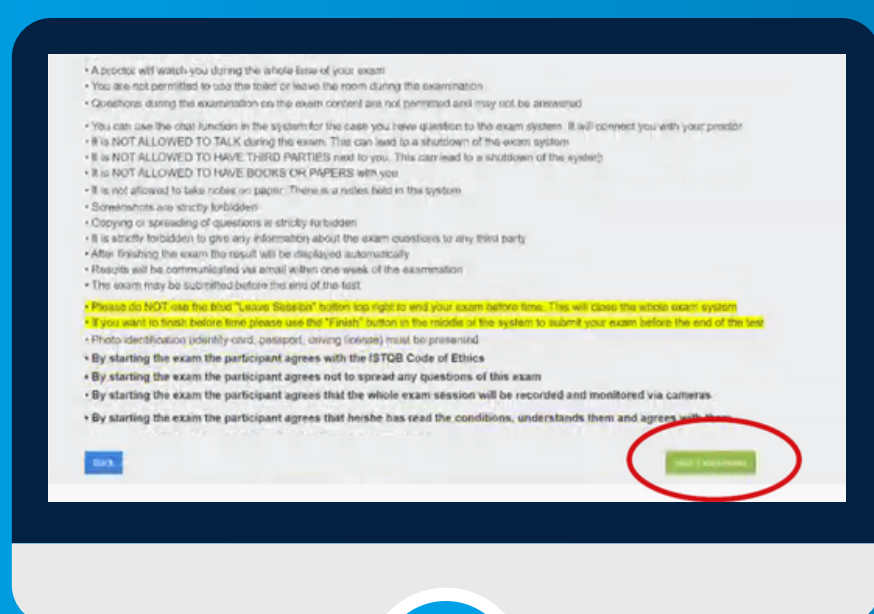 • A proctor will watch you during the whole time of your exam
• You are not permitted to use the toilet or leave the room during the examination
• Questions during the examination on the exam content are not permitted and may not be answered
• You can use the chat function in the system for the case you have question to the exam system. It will connect you with your proctor
• It is NOT ALLOWED TO TALK during the exam. This can lead to a shutdown of the exam system
• It is NOT ALLOWED TO HAVE THIRD PARTIES next to you. This can lead to a shutdown of the system
• It is NOT ALLOWED TO HAVE BOOKS OR PAPERS with you
• It is not allowed to take notes on paper. There is a notes field in the system
• Screenshots are strictly forbidden
• Copying or spreading of questions is strictly forbidden
• It is strictly forbidden to give any information about the exam questions to any third party
• After finishing the exam the result will be displayed automatically
• Results will be communicated via email within one week of the examination
• The exam may be submitted before the end of the test
• Please do NOT use the blue "Leave Session" button top right to end your exam before time. This will close the whole exam system
• If you want to finish before time please use the "Finish" button in the middle of the system to submit your exam before the end of the test
• Photo identification (identity card, passport, driving license) must be presented
• By starting the exam the participant agrees with the ISTQB Code of Ethics
• By starting the exam the participant agrees not to spread any questions of this exam
• By starting the exam the participant agrees that the whole exam session will be recorded and monitored via cameras
• By starting the exam the participant agrees that he/she has read the conditions, understands them and agrees with them
Back